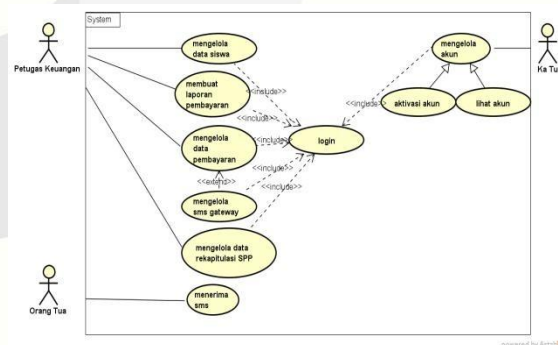 System
Petugas Keuangan
mengelola
data siswa
membuat
laporan
pembayaran
mengelola
data
pembayaran
<<extend>>
mengelola
sms gateway
mengelola data
rekapitulasi SPP
menerima
sms
Orang Tua
<<include>>
<<include>>
<<include>>
<<include>>
<<include>>
<<include>>
login
mengelola
akun
aktivasi akun
lihat akun
Ka Tu